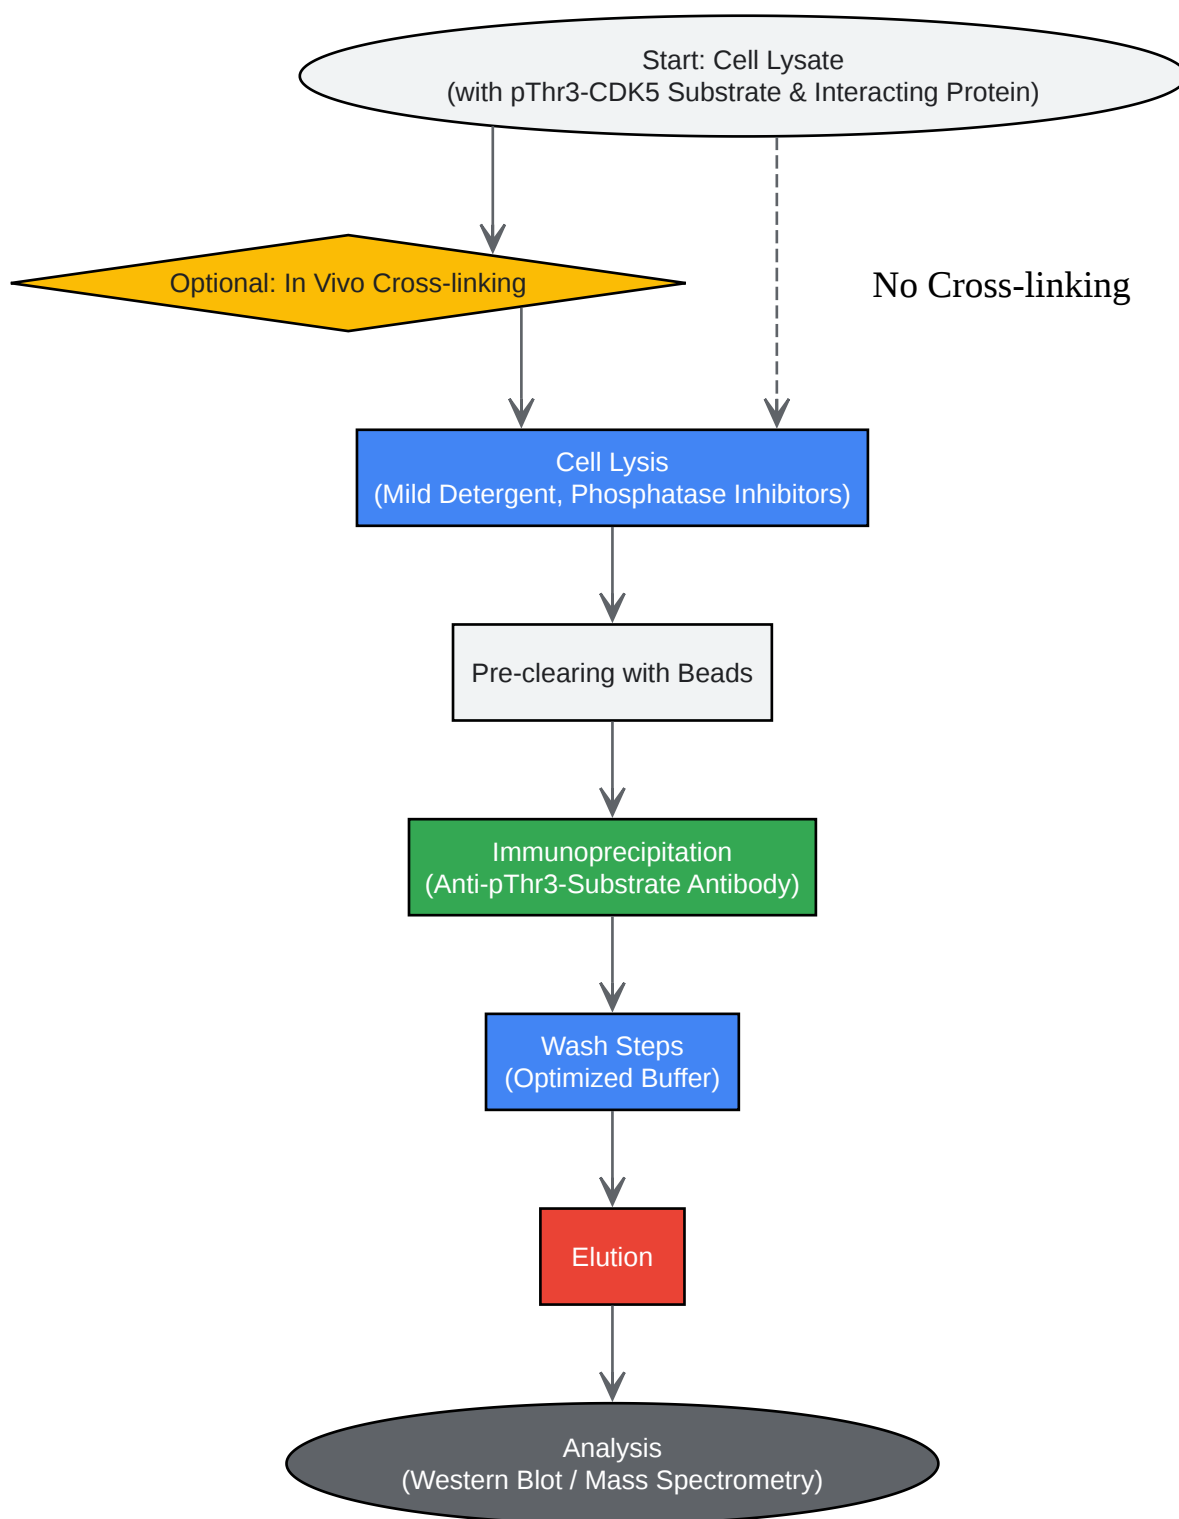 Start: Cell Lysate
(with pThr3-CDK5 Substrate & Interacting Protein)
Optional: In Vivo Cross-linking
No Cross-linking
Cell Lysis
(Mild Detergent, Phosphatase Inhibitors)
Pre-clearing with Beads
Immunoprecipitation
(Anti-pThr3-Substrate Antibody)
Wash Steps
(Optimized Buffer)
Elution
Analysis
(Western Blot / Mass Spectrometry)